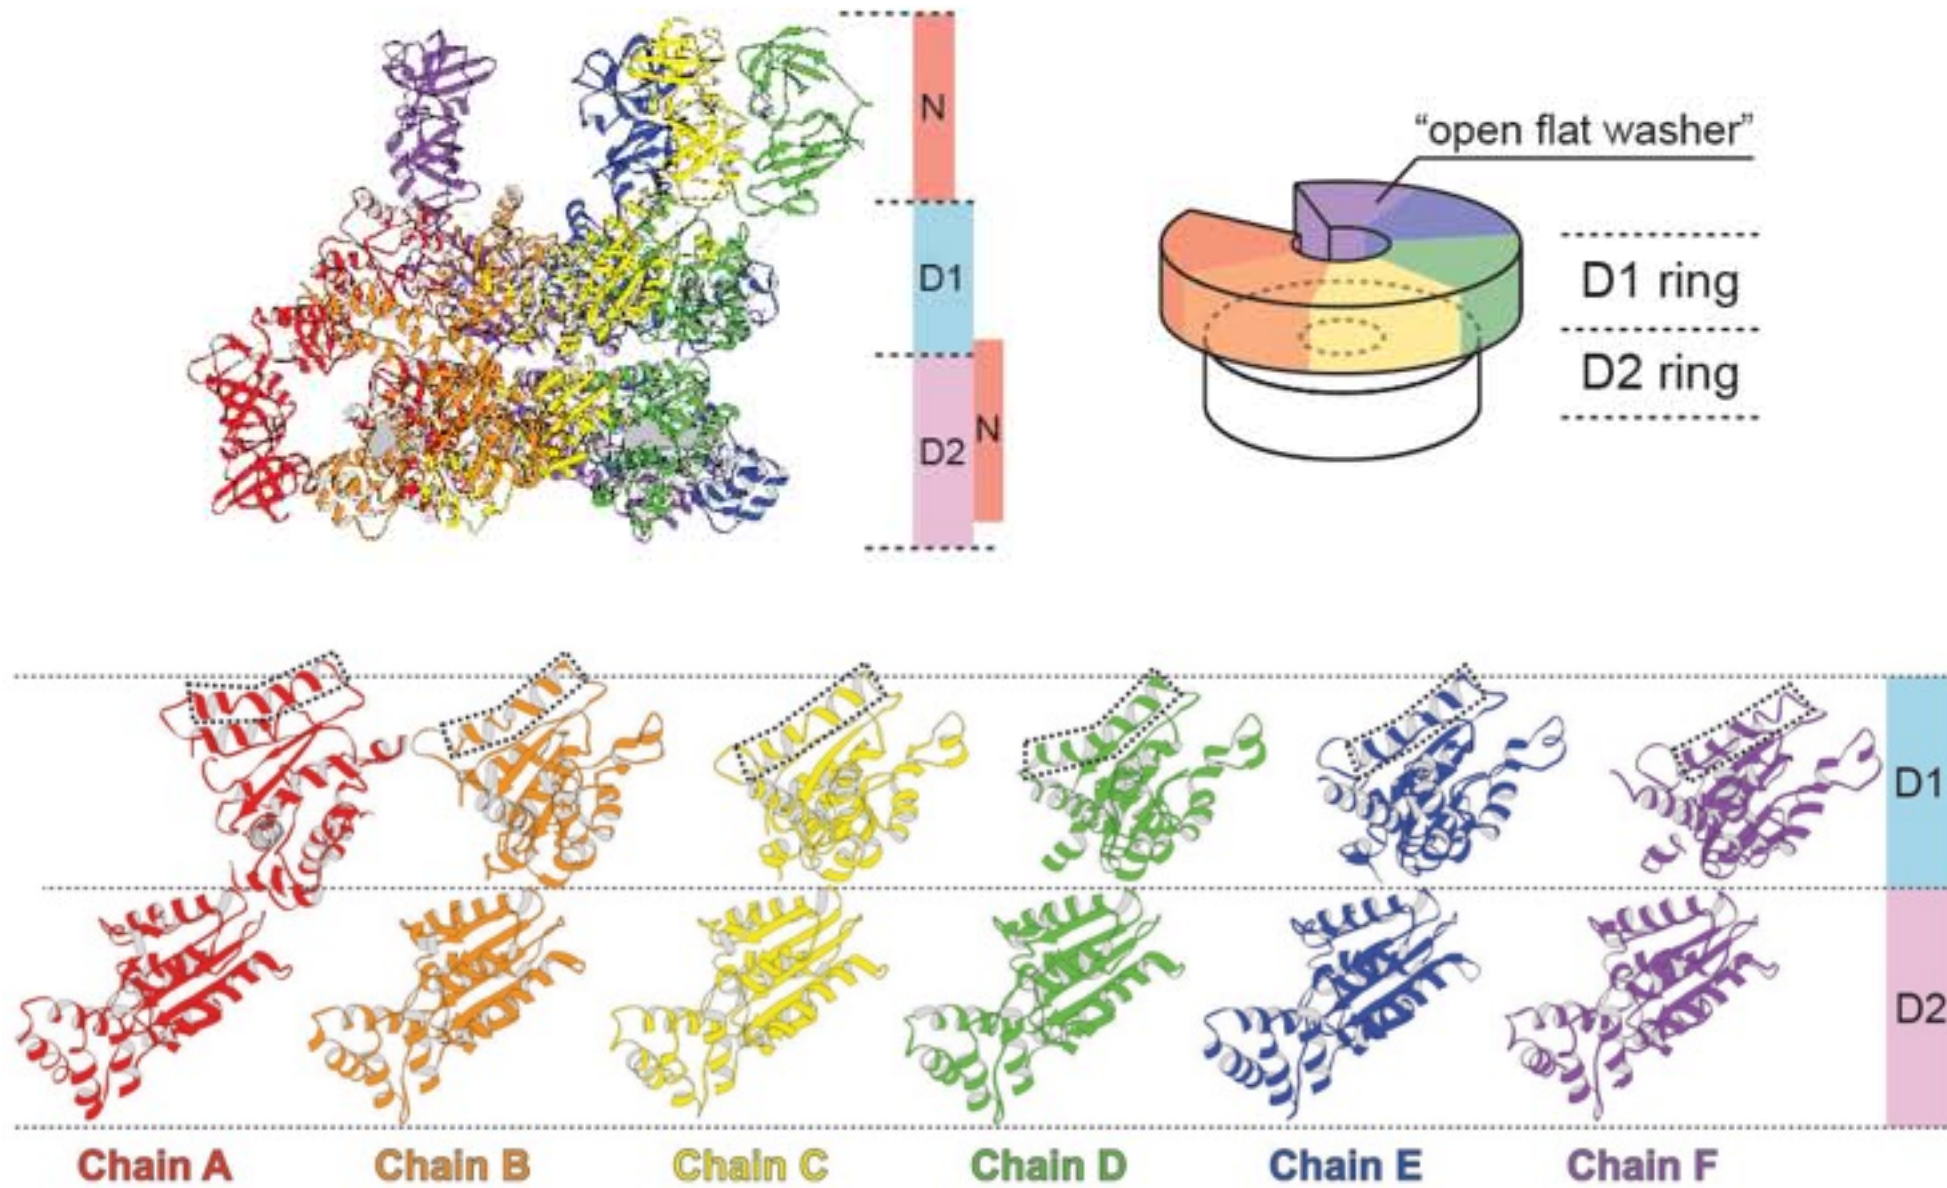 N
D1
D2
N
“open flat washer”
D1 ring
D2 ring
D1
D2
Chain A
Chain B
Chain C
Chain D
Chain E
Chain F